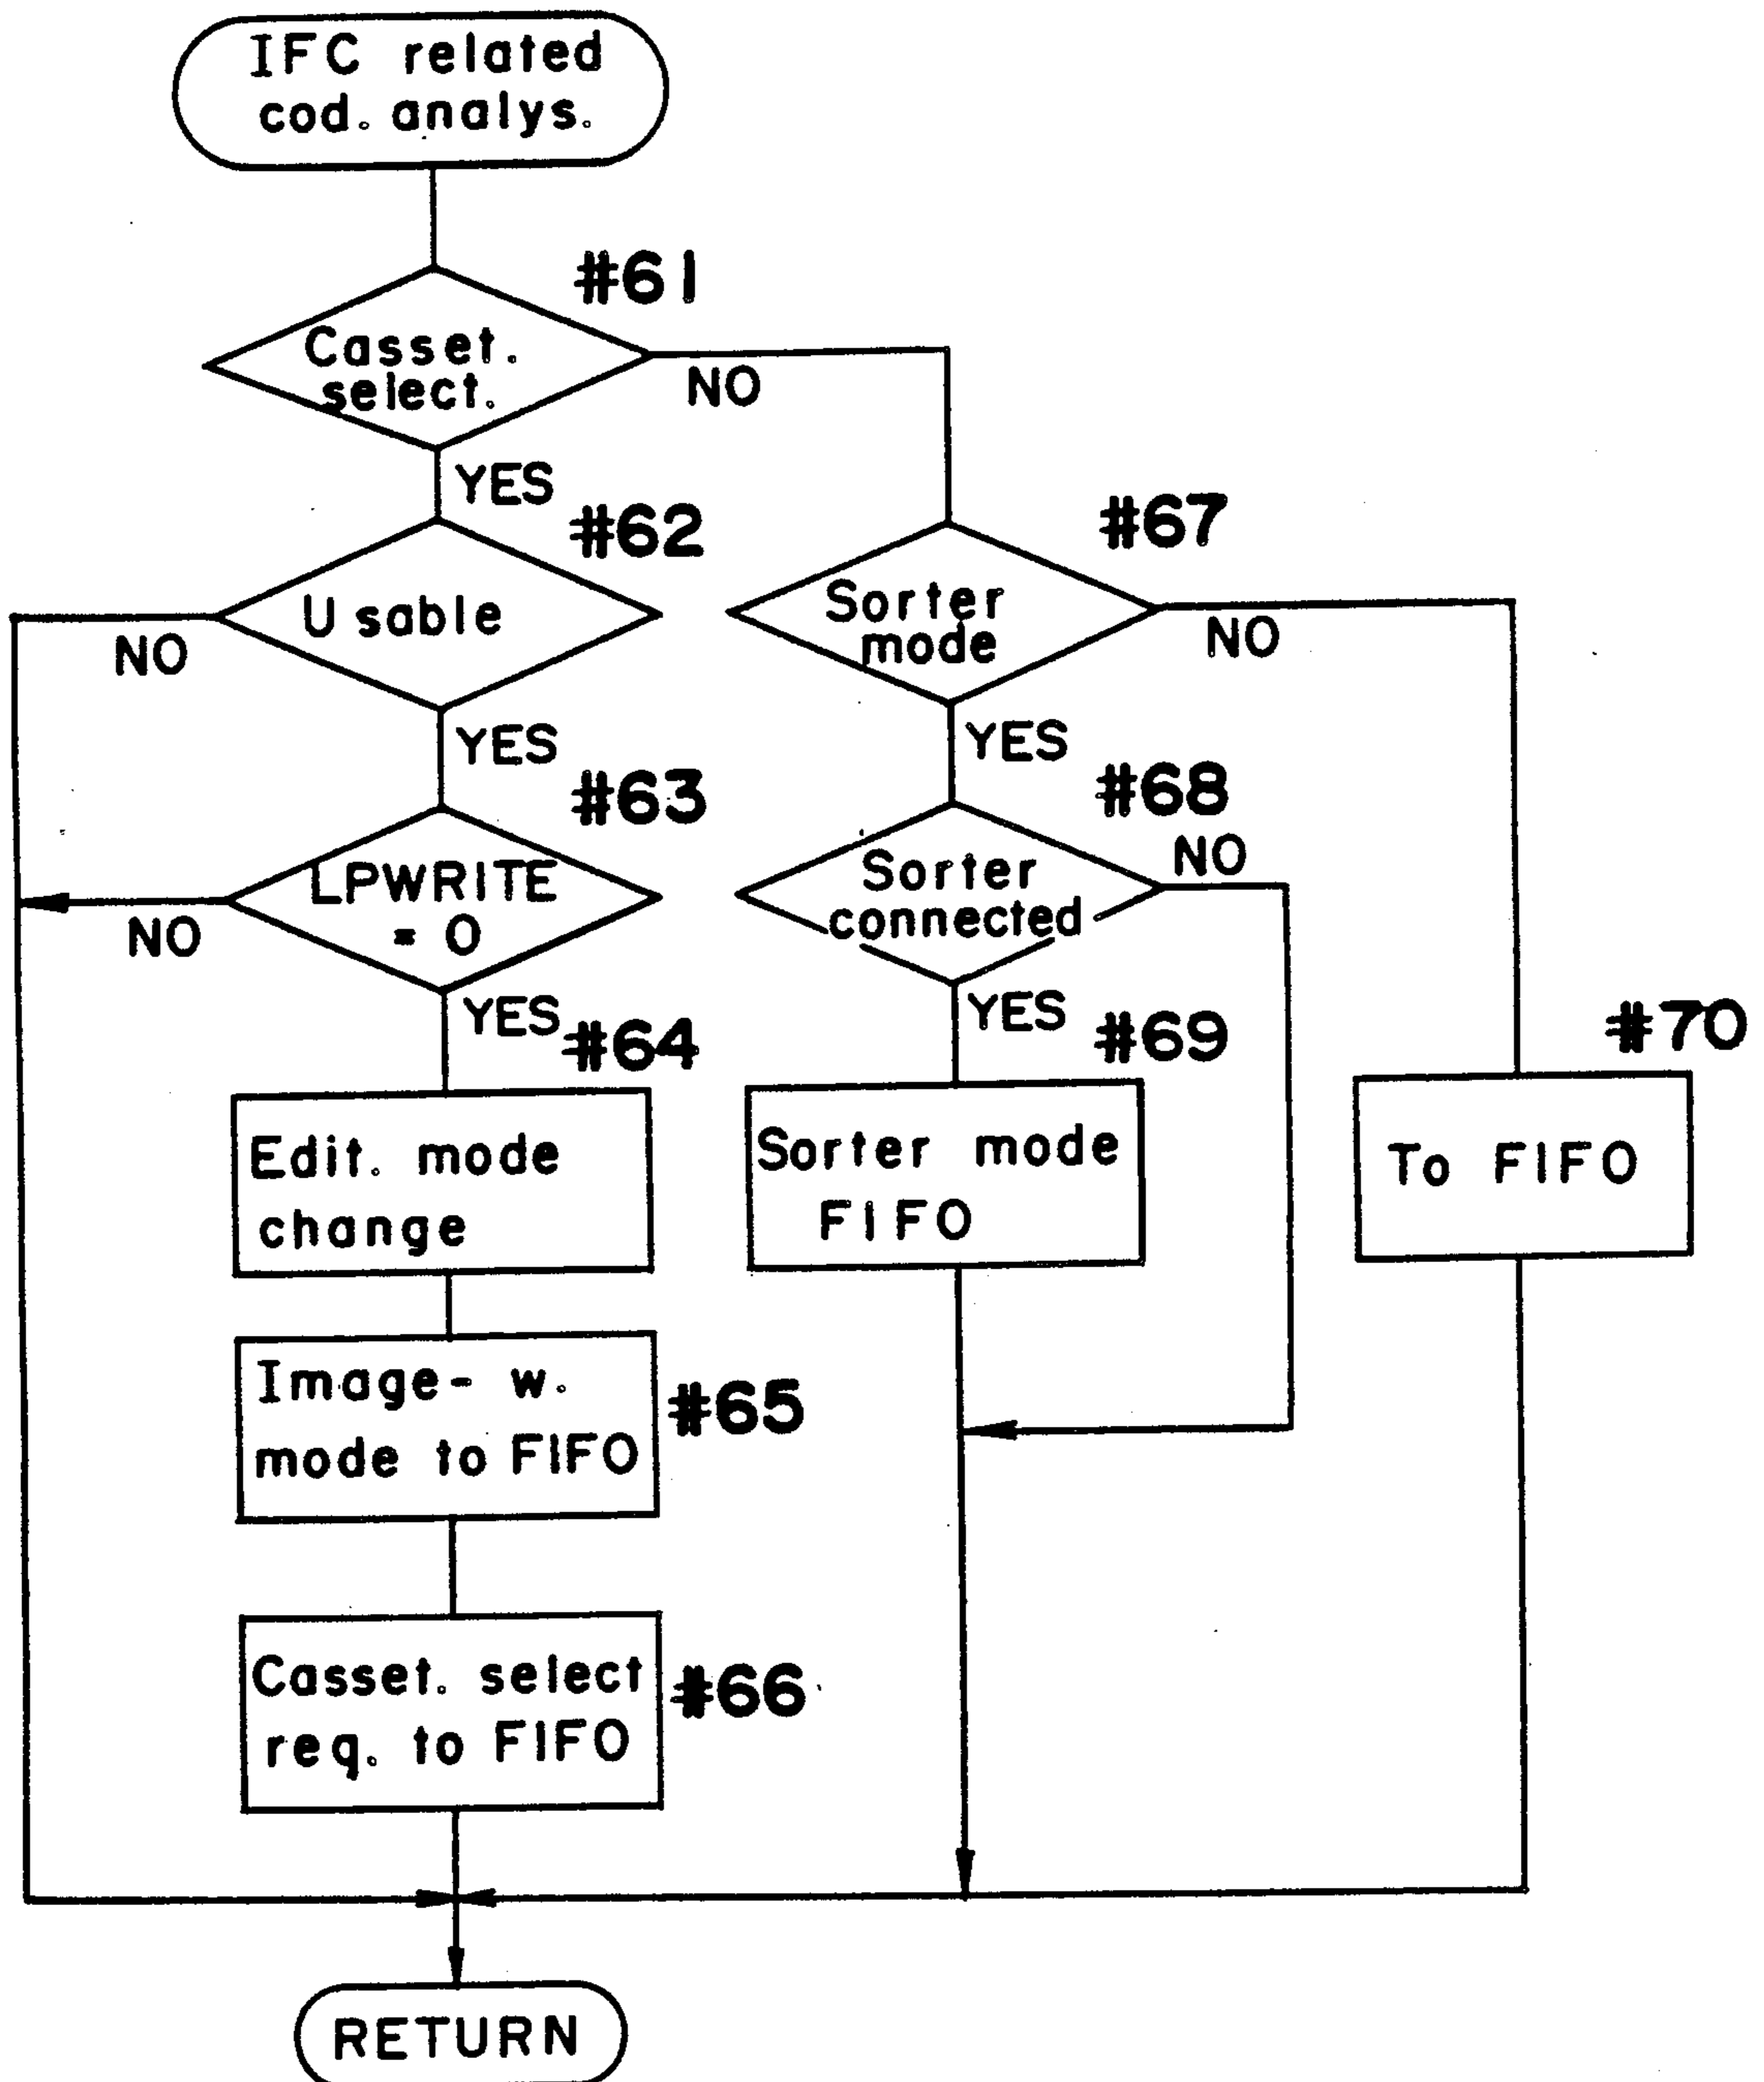 IFC related
cod. analys.
#61
Casset.
select.
NO
YES
#62
#67
Usable
NO
Sorter
mode
NO
YES
YES
#63
#68
LPWRITE
= 0
NO
Sorter
connected
NO
YES
#64
YES
#69
#70
Edit. mode
change
Sorter mode
FIFO
To FIFO
Image- w.
mode to FIFO
#65
Casset. select
req. to FIFO
#66
RETURN